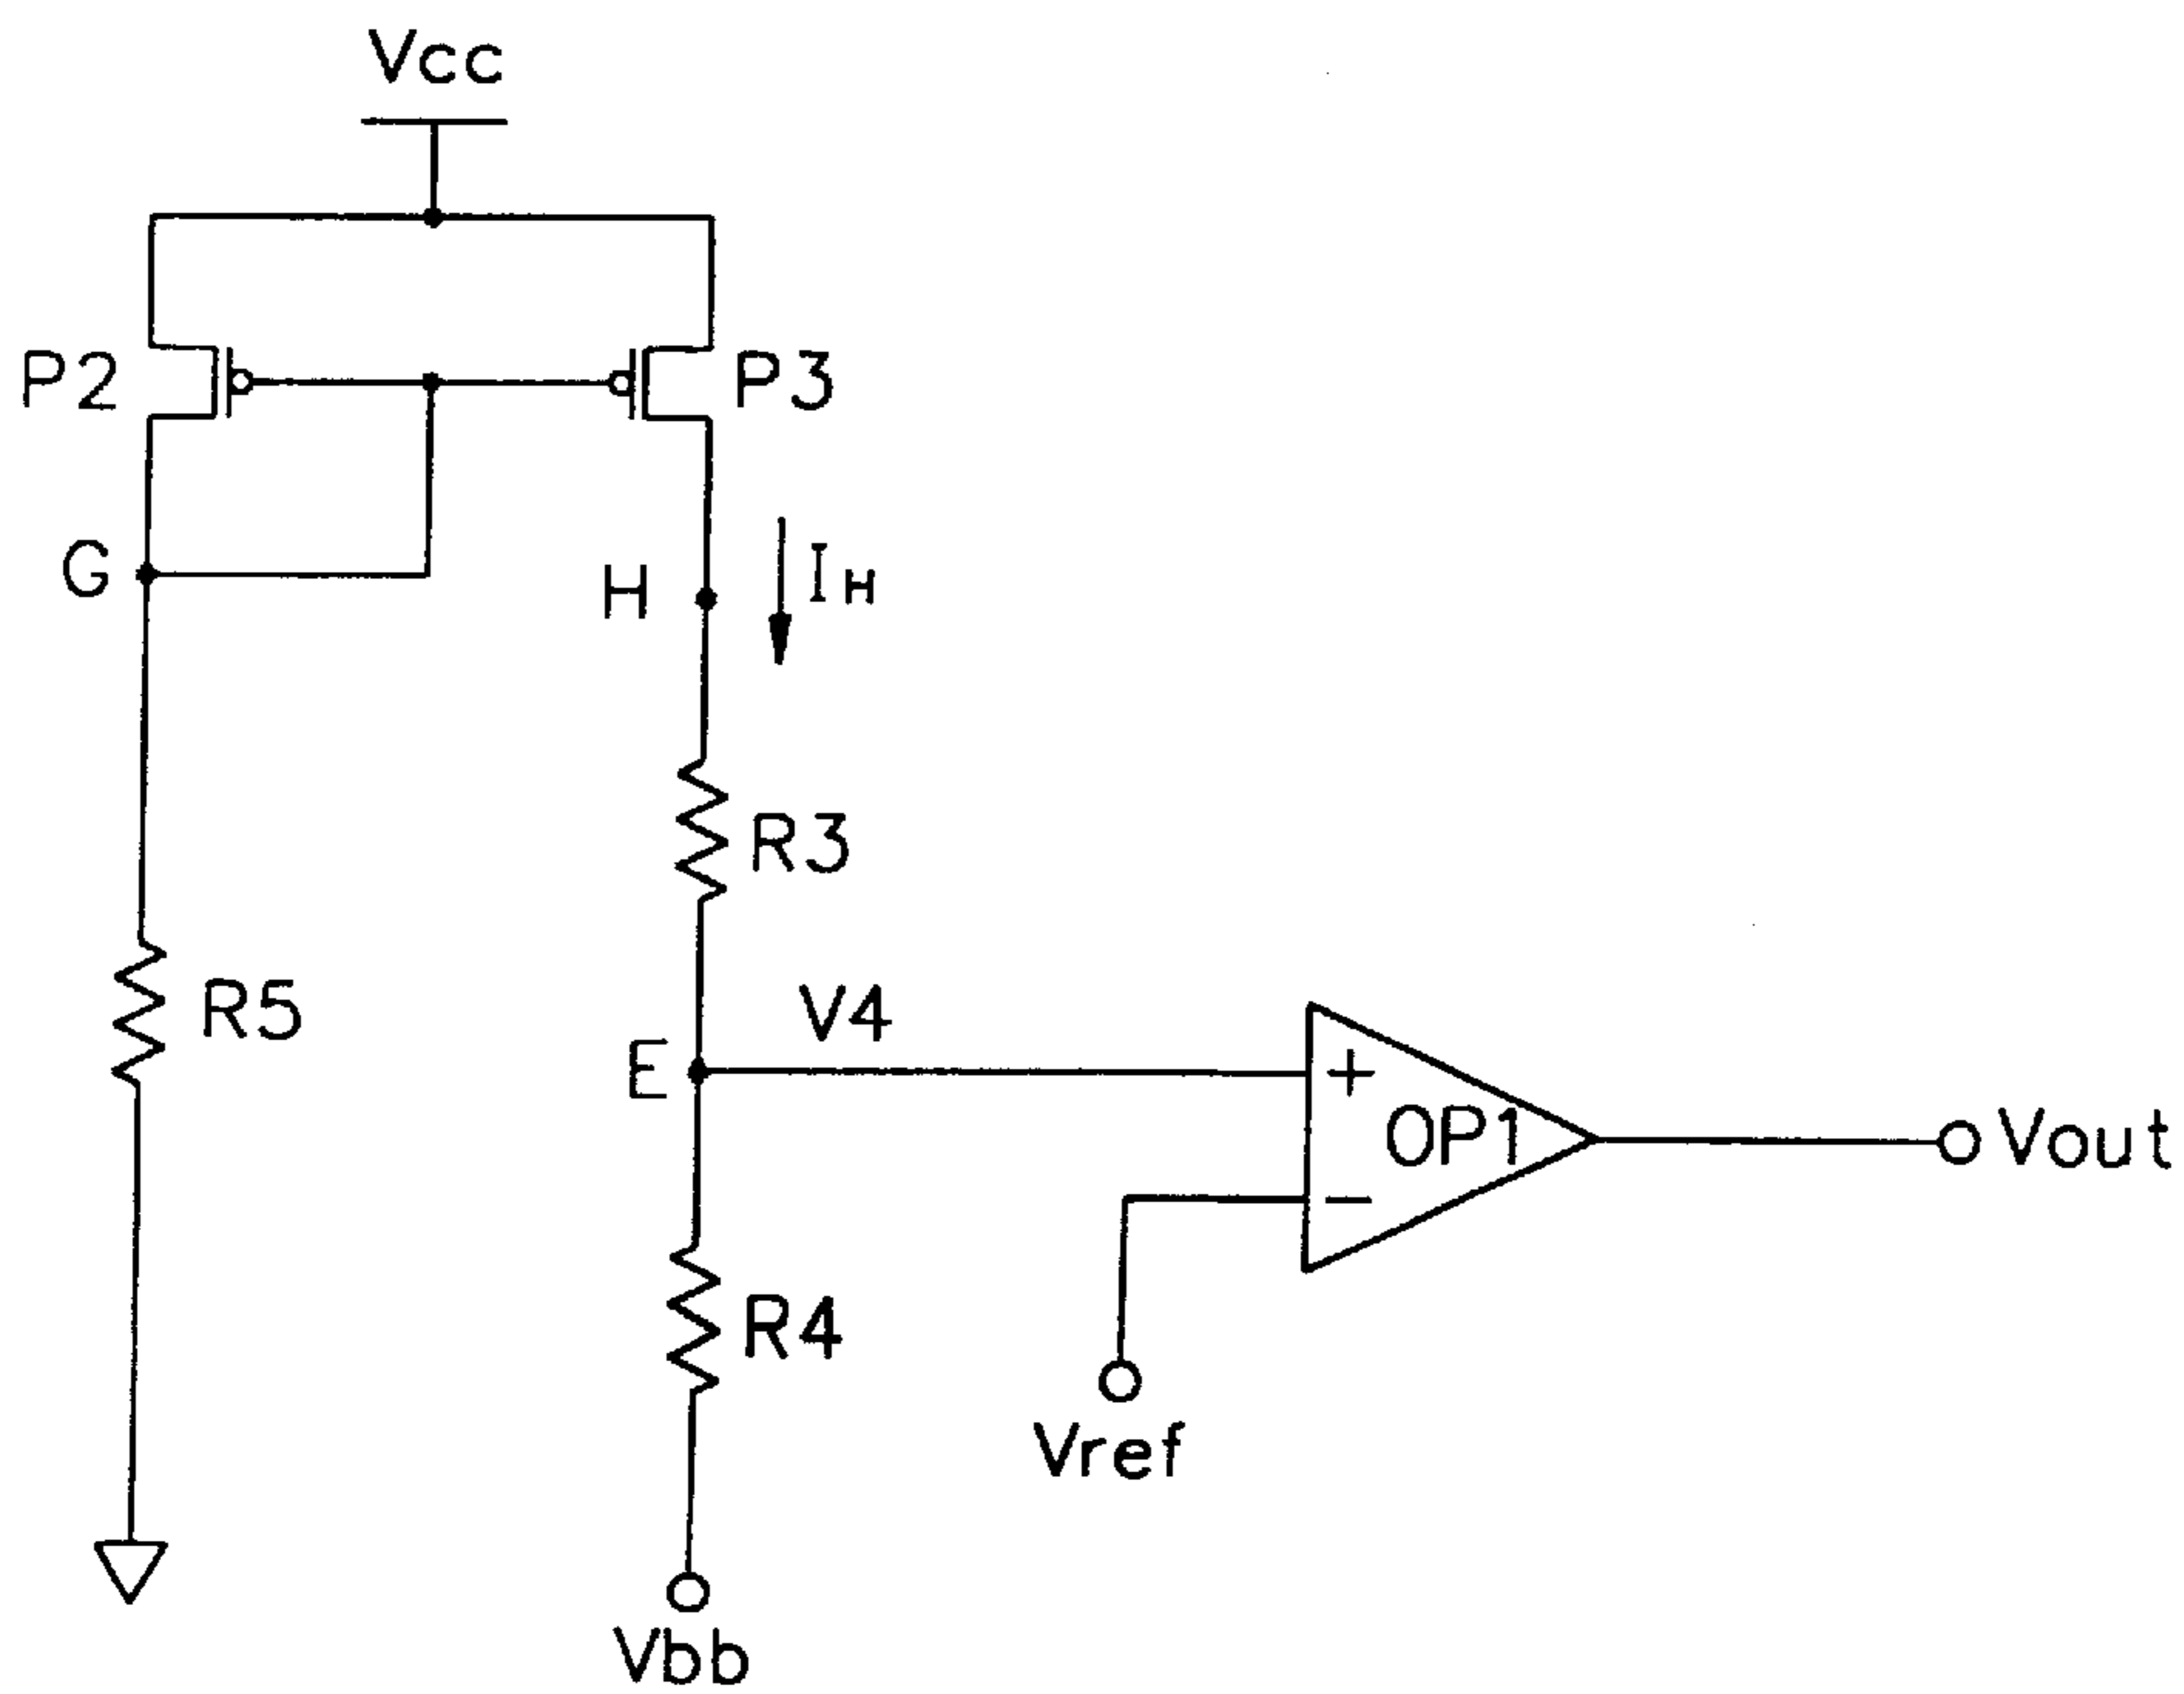 Vcc
P2
P3
G
H
IH
R3
R5
V4
E
+
OP1
Vout
−
R4
Vref
Vbb